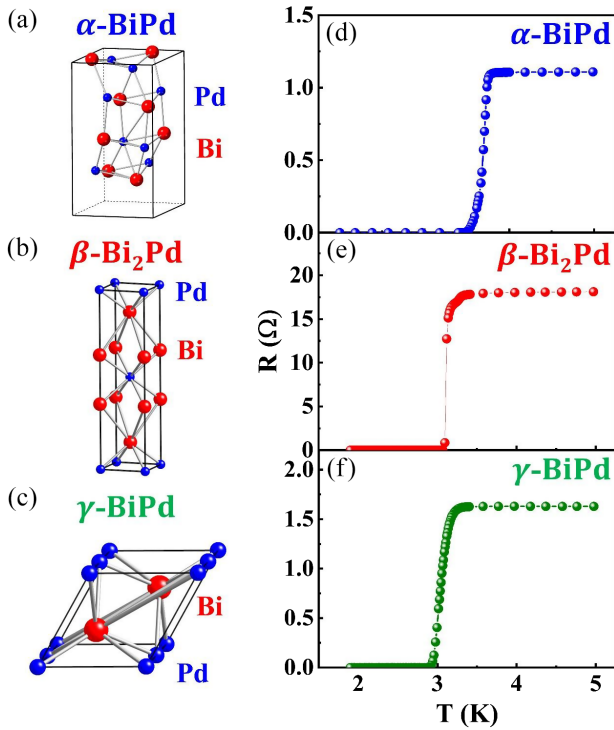 (a)
α-BiPd
Pd
Bi
(b)
β-Bi₂Pd
Pd
Bi
(c)
γ-BiPd
Bi
Pd
(d)
α-BiPd
1.5
1.0
0.5
0.0
(e)
β-Bi₂Pd
20
15
10
5
0
R (Ω)
(f)
γ-BiPd
2.0
1.5
1.0
0.5
0.0
2 3 4 5
T (K)